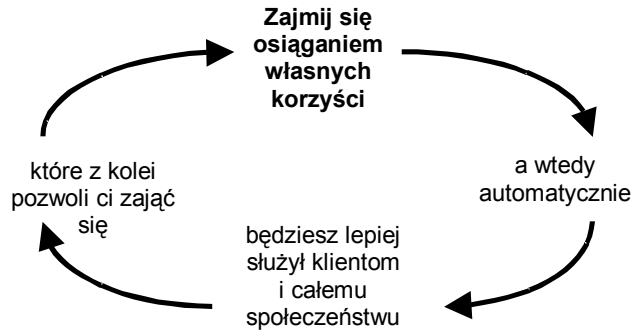 Zajmij się
osiąganiem
własnych
korzyści
a wtedy
automatycznie
będziesz lepiej
służył klientom
i całemu
społeczeństwu
które z kolei
pozwoli ci zająć
się